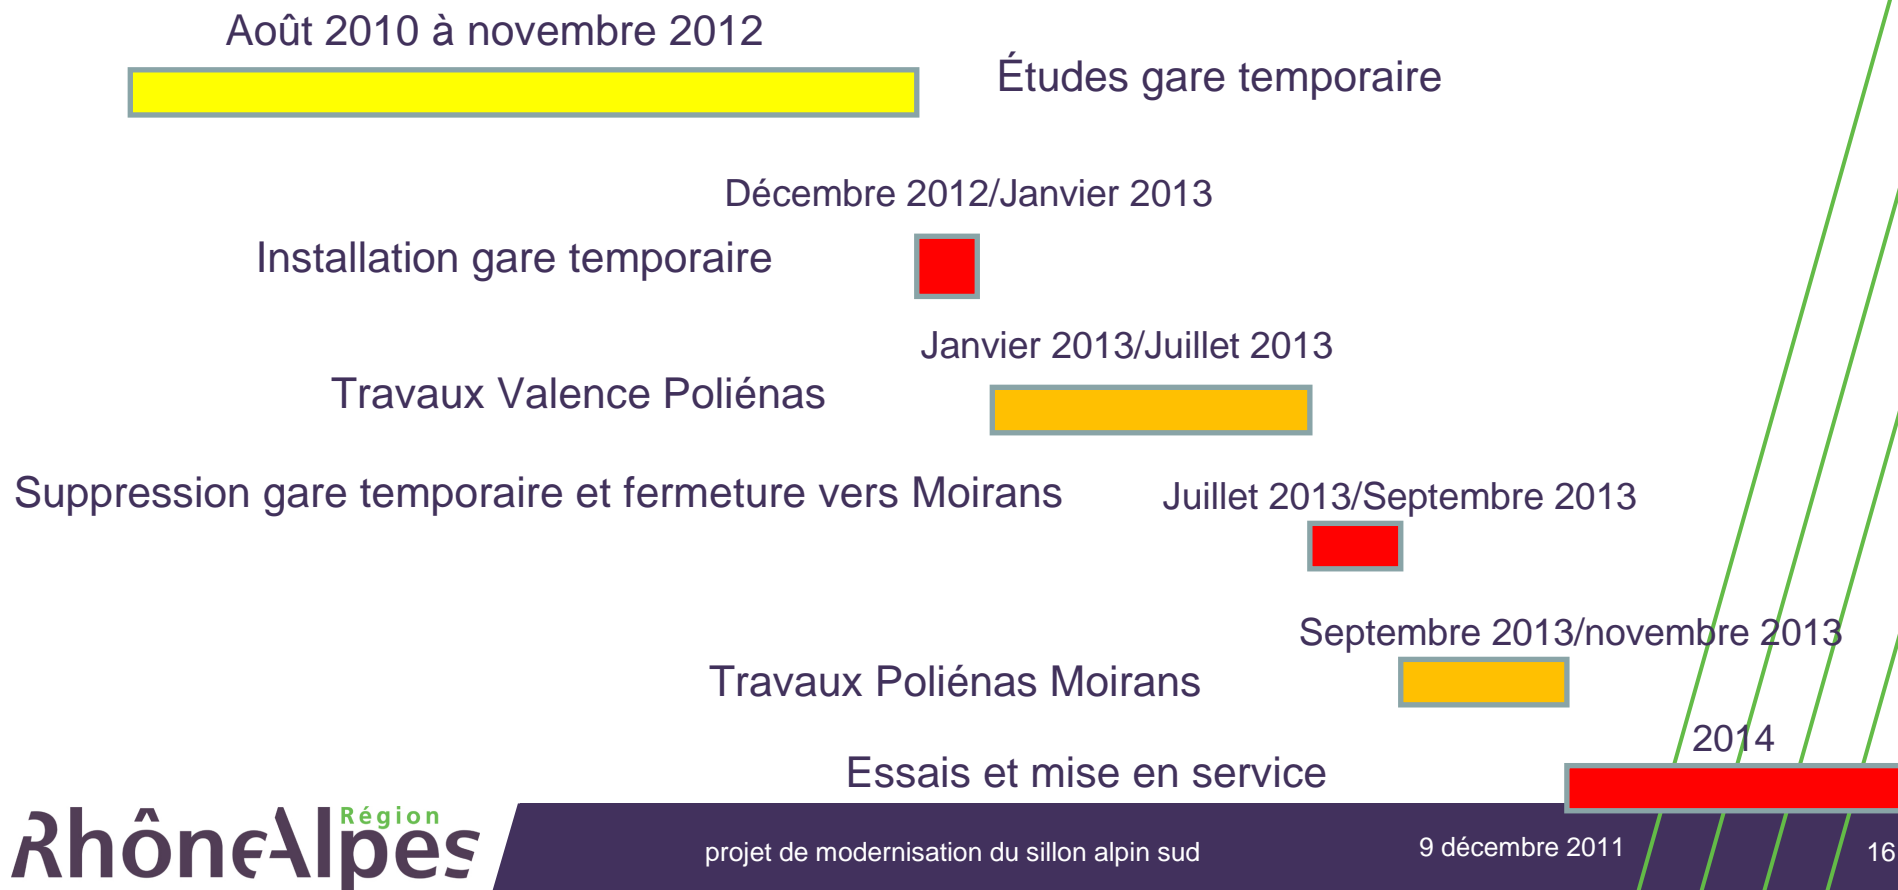 Août 2010 à novembre 2012
Études gare temporaire
Décembre 2012/Janvier 2013
Installation gare temporaire
Janvier 2013/Juillet 2013
Travaux Valence Poliénas
Suppression gare temporaire et fermeture vers Moirans
Juillet 2013/Septembre 2013
Septembre 2013/novembre 2013
Travaux Poliénas Moirans
2014
Essais et mise en service
Région
RhôneAlpes
projet de modernisation du sillon alpin sud
9 décembre 2011
16